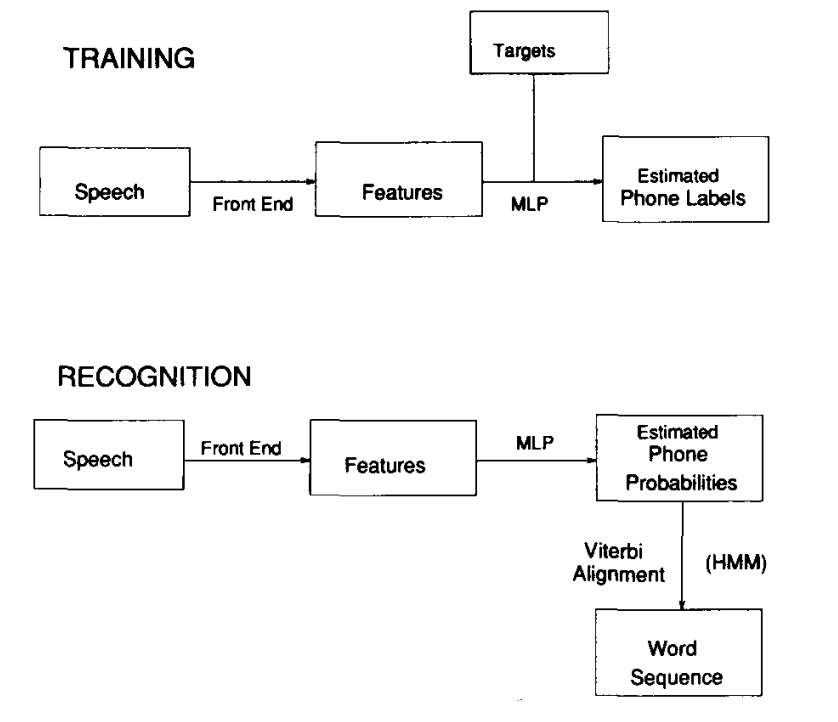 TRAINING
Targets
Speech
Front End
Features
MLP
Estimated
Phone Labels
RECOGNITION
Speech
Front End
Features
MLP
Estimated
Phone
Probabilities
Viterbi
Alignment
(HMM)
Word
Sequence